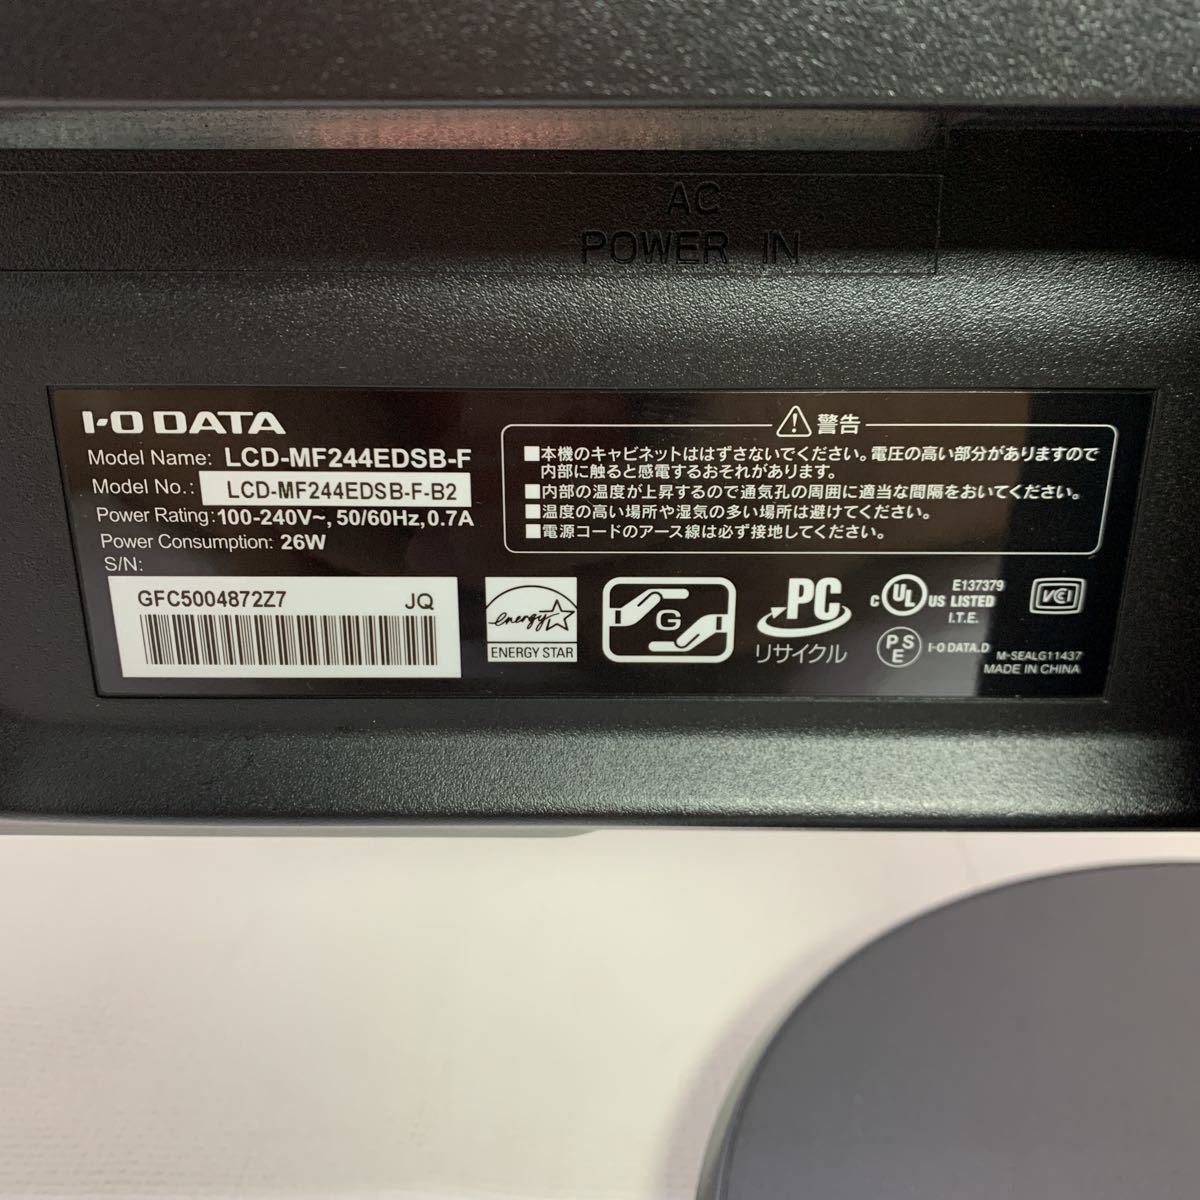 AC
POWER IN
I-O DATA
Model Name: LCD-MF244EDSB-F
Model No.: LCD-MF244EDSB-F-B2
Power Rating: 100-240V~, 50/60Hz, 0.7A
Power Consumption: 26W
S/N:
GFC5004872Z7 JQ
⚠警告
■本機のキャビネットははずさないでください。電圧の高い部分がありますので
内部に触ると感電するおそれがあります。
■内部の温度が上昇するので通気孔の周囲に適当な間隔をおいてください。
■温度の高い場所や湿気の多い場所は避けてください。
■電源コードのアース線は必ず接地してください。
energy
ENERGY STAR
G
PC
リサイクル
c UL US LISTED
E137379
I.T.E.
VCI
PSE
I-O DATA.D
M-SEALG11437
MADE IN CHINA